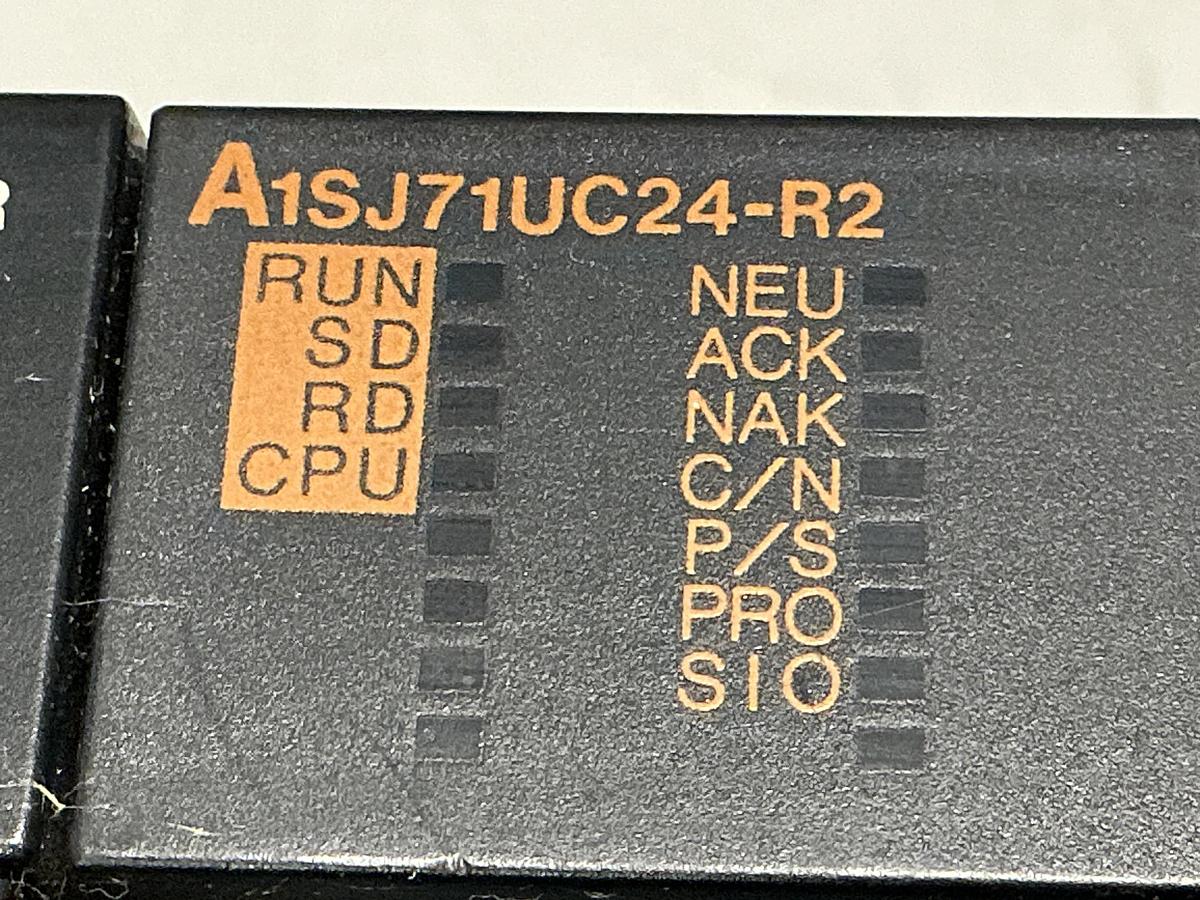 A1SJ71UC24-R2
RUN
SD
RD
CPU
NEU
ACK
NAK
C/N
P/S
PRO
SIO